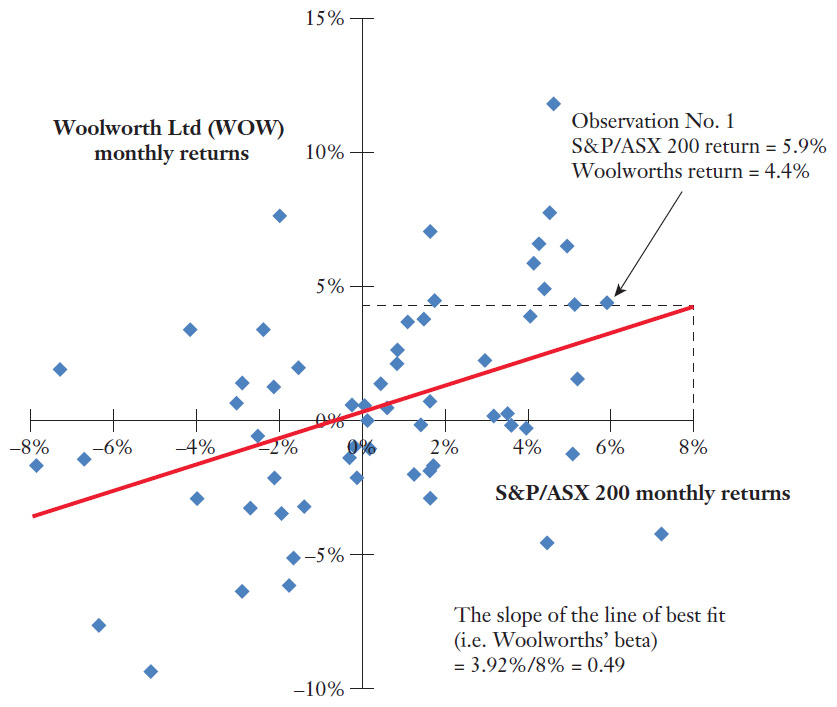 15%
Woolworth Ltd (WOW)
monthly returns
Observation No. 1
S&P/ASX 200 return = 5.9%
Woolworths return = 4.4%
10%
5%
0%
–8%
–6%
–4%
–2%
0%
2%
4%
6%
8%
S&P/ASX 200 monthly returns
–5%
The slope of the line of best fit
(i.e. Woolworths’ beta)
= 3.92%/8% = 0.49
–10%